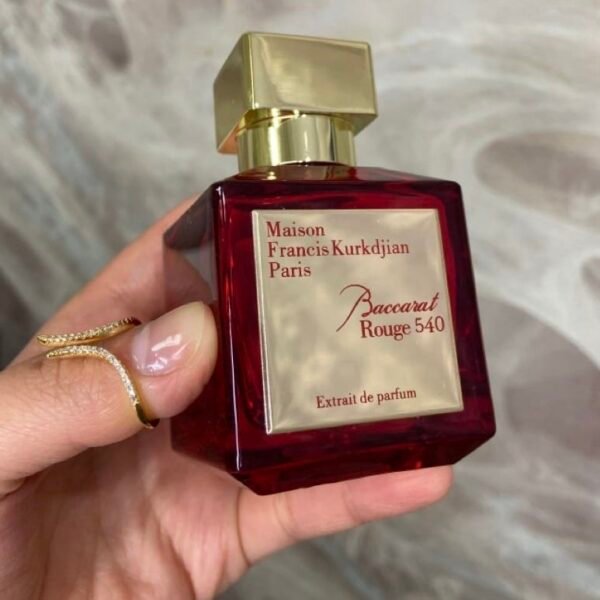 Maison
Francis Kurkdjian
Paris
Baccarat
Rouge 540
Extrait de parfum